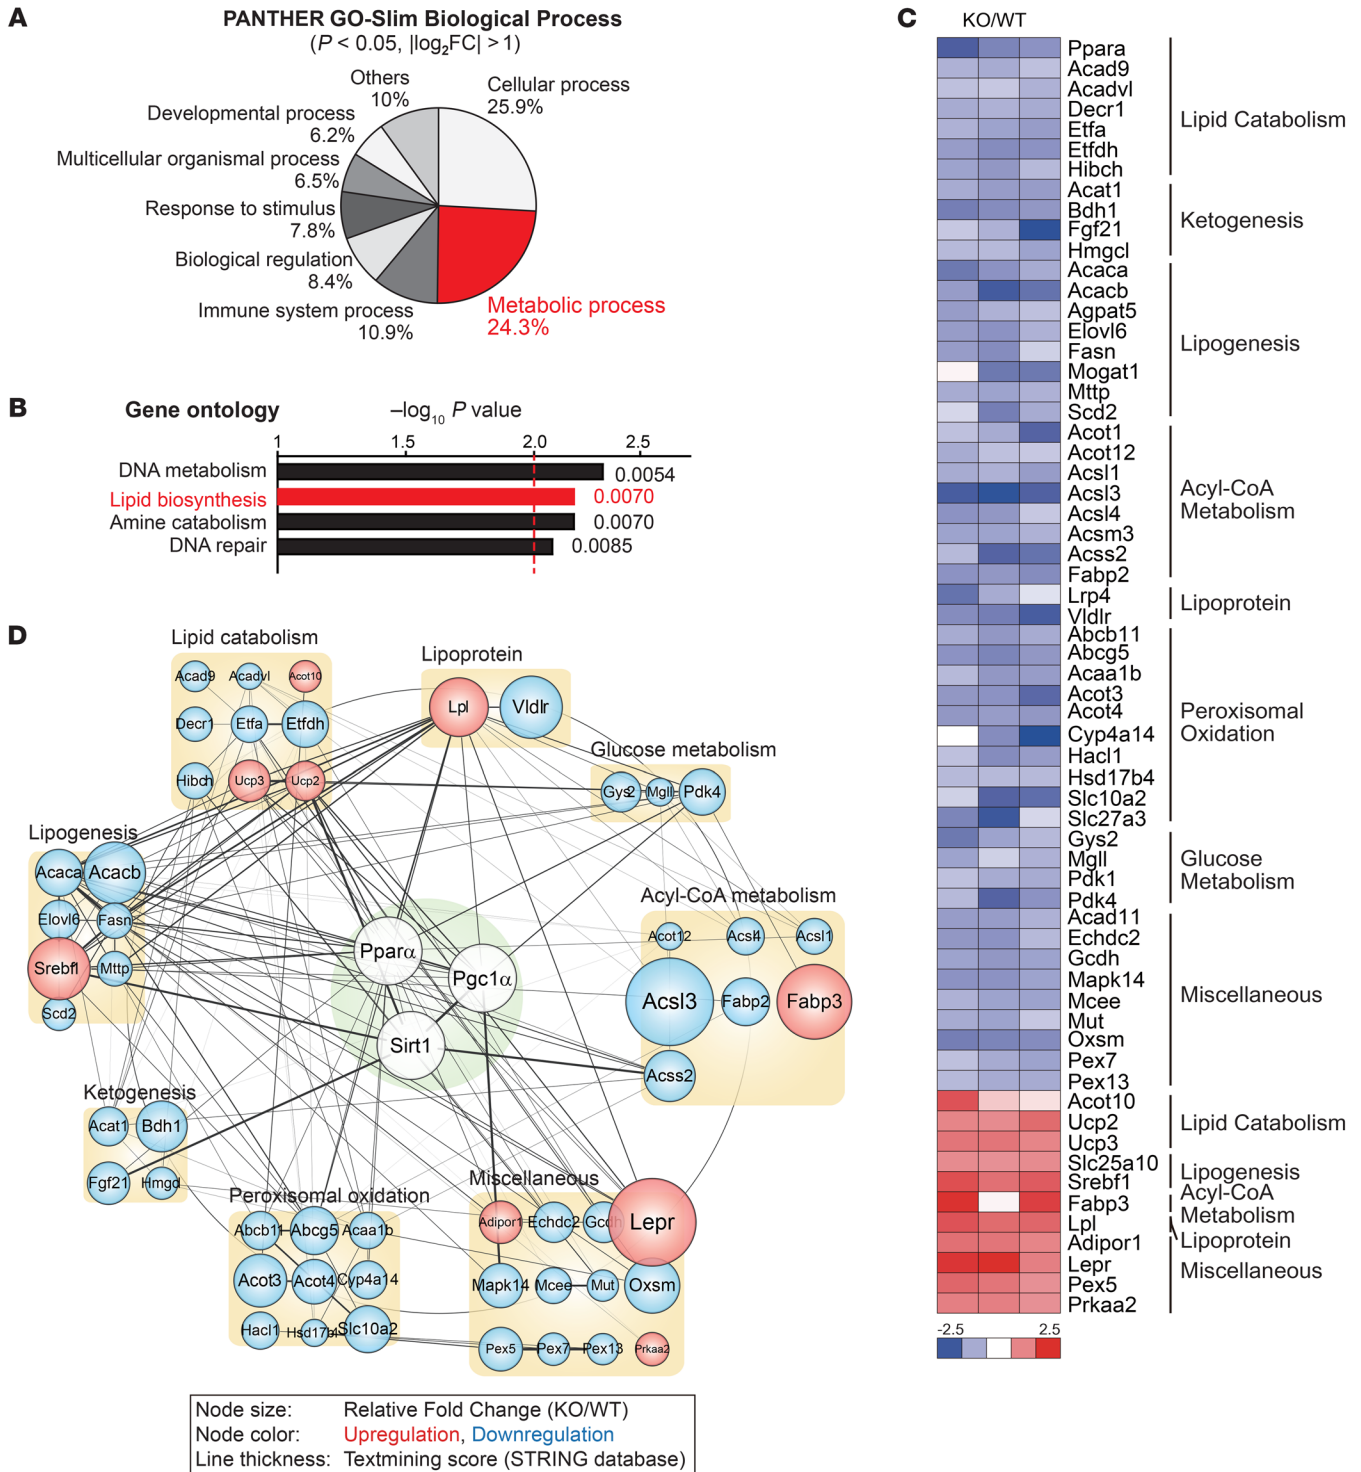 A
PANTHER GO-Slim Biological Process
(P < 0.05, |log₂FC| >1)
Others
10%
Cellular process
25.9%
Developmental process
6.2%
Multicellular organismal process
6.5%
Response to stimulus
7.8%
Biological regulation
8.4%
Immune system process
10.9%
Metabolic process
24.3%
B
Gene ontology
–log₁₀ P value
1
1.5
2.0
2.5
DNA metabolism
0.0054
Lipid biosynthesis
0.0070
Amine catabolism
0.0070
DNA repair
0.0085
C
KO/WT
Ppara
Acad9
Acadvl
Decr1
Etfa
Etfdh
Hibch
Lipid Catabolism
Acat1
Bdh1
Fgf21
Hmgcl
Ketogenesis
Acaca
Acacb
Agpat5
Elovl6
Fasn
Mogat1
Mttp
Scd2
Lipogenesis
Acot1
Acot12
Acsl1
Acsl3
Acsl4
Acsm3
Acss2
Fabp2
Acyl-CoA
Metabolism
Lrp4
Vldlr
Lipoprotein
Abcb11
Abcg5
Acaa1b
Acot3
Acot4
Cyp4a14
Hacl1
Hsd17b4
Slc10a2
Slc27a3
Peroxisomal
Oxidation
Gys2
Mgll
Pdk1
Pdk4
Glucose
Metabolism
Acad11
Echdc2
Gcdh
Mapk14
Mcee
Mut
Oxsm
Pex7
Pex13
Miscellaneous
Acot10
Ucp2
Ucp3
Lipid Catabolism
Slc25a10
Srebf1
Lipogenesis
Fabp3
Acyl-CoA
Metabolism
Lpl
Lipoprotein
Adipor1
Lepr
Pex5
Prkaa2
Miscellaneous
-2.5
2.5
D
Lipid catabolism
Acad9
Acadvl
Acot10
Decr1
Etfa
Etfdh
Hibch
Ucp3
Ucp2
Lipoprotein
Lpl
Vldlr
Glucose metabolism
Gys2
Mgll
Pdk4
Lipogenesis
Acaca
Acacb
Elovl6
Fasn
Srebf1
Mttp
Scd2
Pparα
Pgc1α
Sirt1
Acyl-CoA metabolism
Acot12
Acsl4
Acsl1
Acsl3
Fabp2
Fabp3
Acss2
Ketogenesis
Acat1
Bdh1
Fgf21
Hmgcl
Peroxisomal oxidation
Abcb11
Abcg5
Acaa1b
Acot3
Acot4
Cyp4a14
Hacl1
Hsd17b4
Slc10a2
Miscellaneous
Adipor1
Echdc2
Gcdh
Lepr
Mapk14
Mcee
Mut
Oxsm
Pex5
Pex7
Pex13
Prkaa2
Node size: Relative Fold Change (KO/WT)
Node color: Upregulation, Downregulation
Line thickness: Textmining score (STRING database)